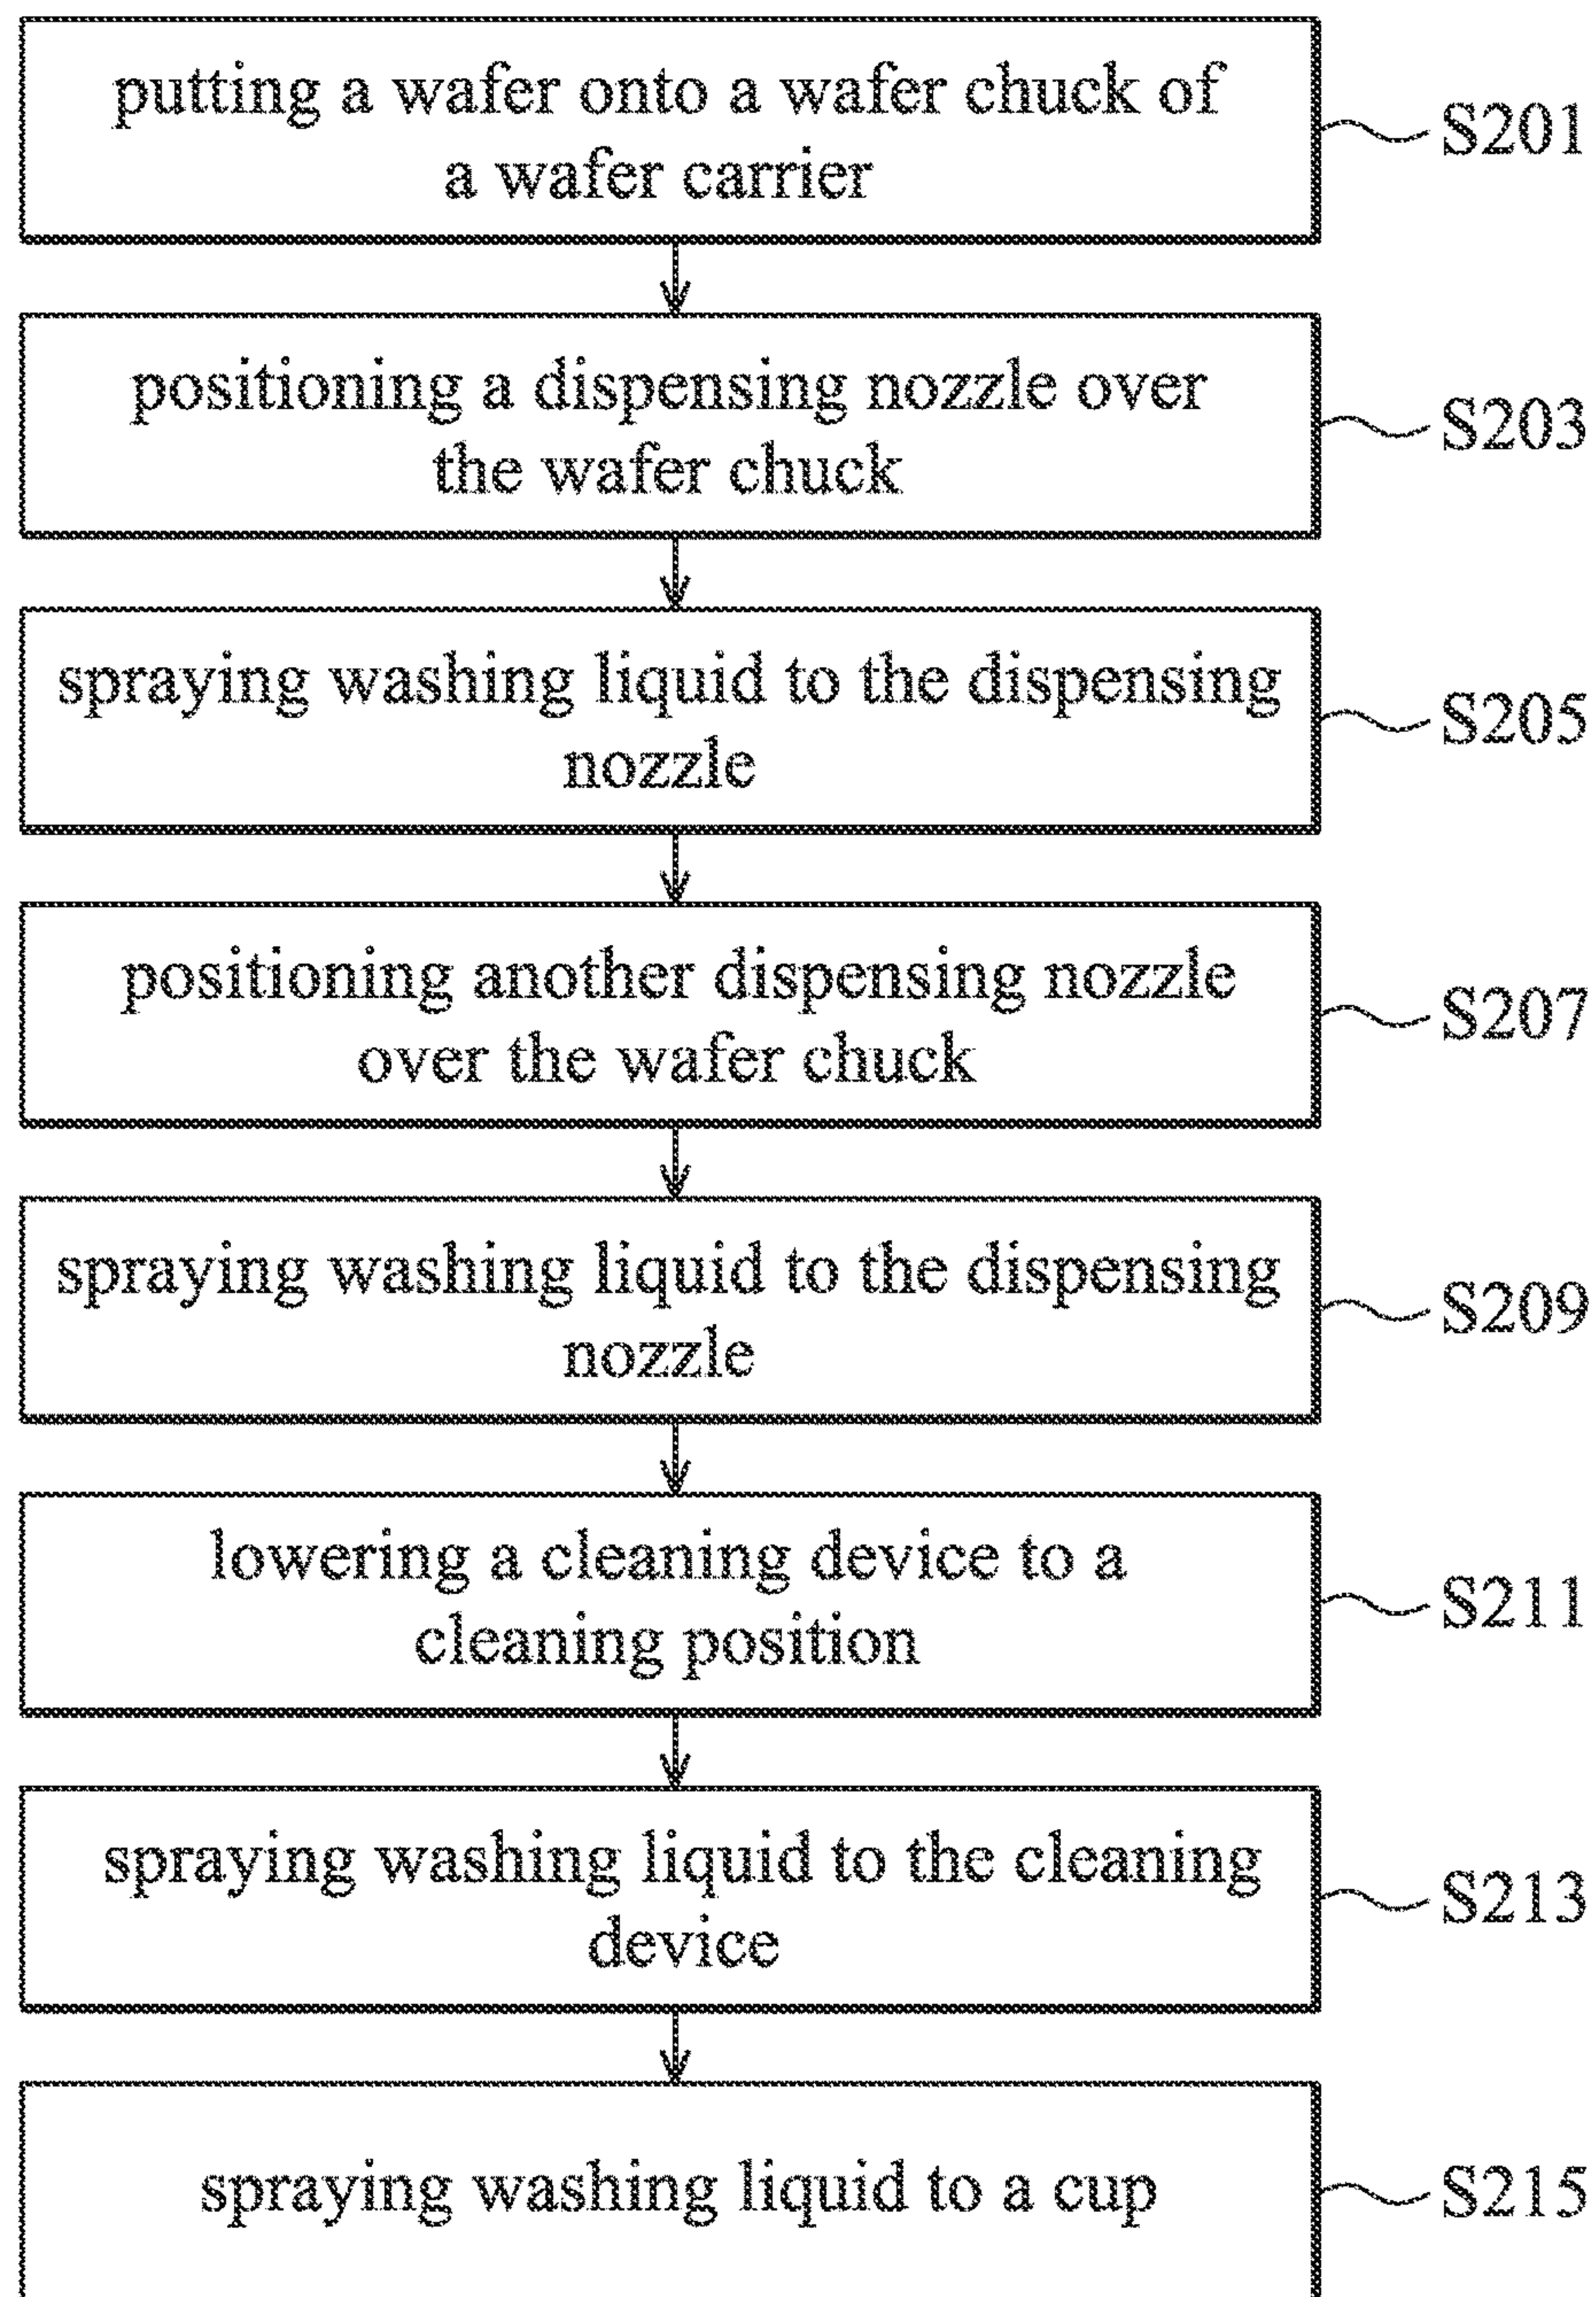 putting a wafer onto a wafer chuck of
a wafer carrier
S201
positioning a dispensing nozzle over
the wafer chuck
S203
spraying washing liquid to the dispensing
nozzle
S205
positioning another dispensing nozzle
over the wafer chuck
S207
spraying washing liquid to the dispensing
nozzle
S209
lowering a cleaning device to a
cleaning position
S211
spraying washing liquid to the cleaning
device
S213
spraying washing liquid to a cup
S215